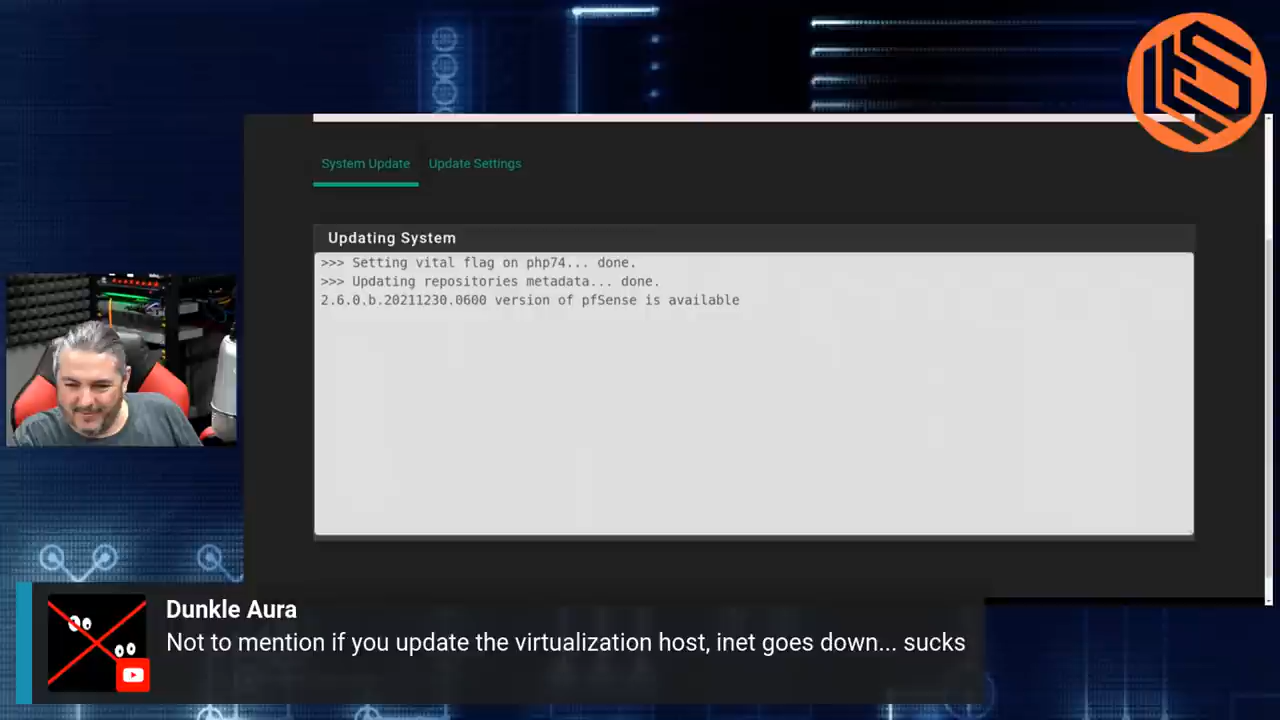 System Update Update Settings
Updating System
>>> Setting vital flag on php74... done.
>>> Updating repositories metadata... done.
2.6.0.b.20211230.0600 version of pfSense is available
Dunkle Aura
Not to mention if you update the virtualization host, inet goes down... sucks